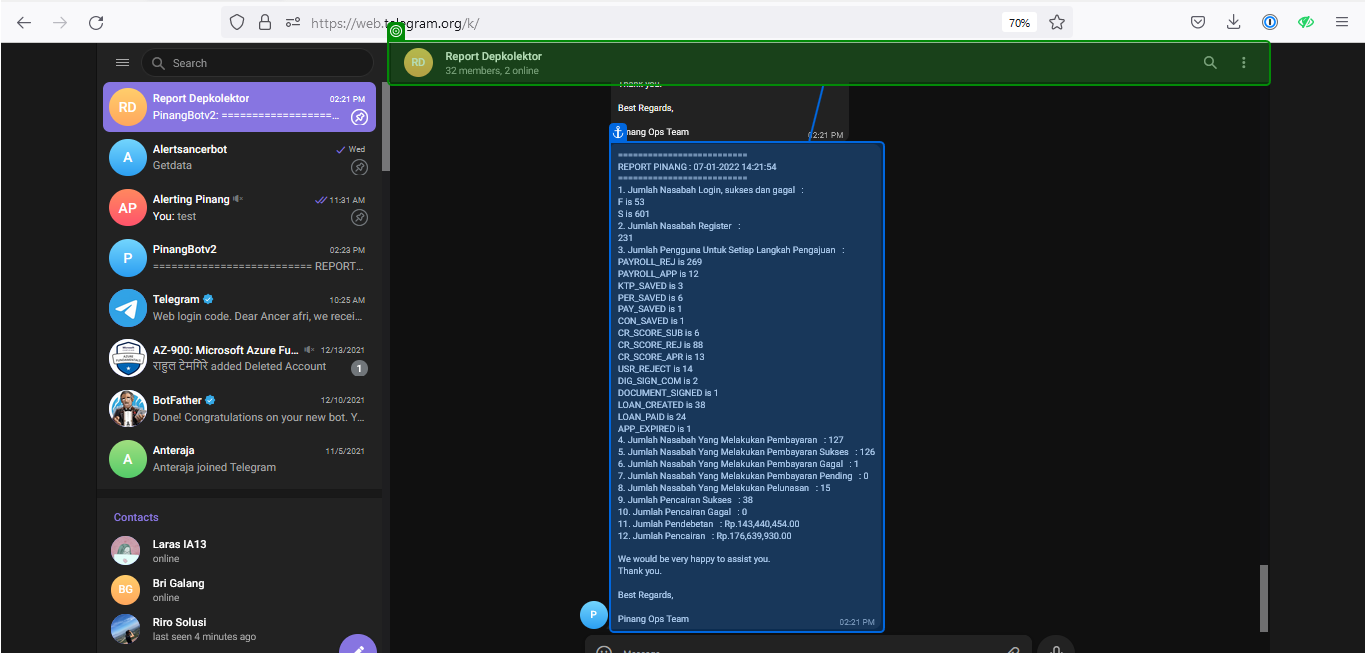 https://web.telegram.org/k/
70%
Search
RD
Report Depkolektor
02:21 PM
PinangBotv2: ===================...
A
Alertsancerbot
Wed
Getdata
AP
Alerting Pinang
11:31 AM
You: test
P
PinangBotv2
02:23 PM
========================== REPORT...
Telegram
10:25 AM
Web login code. Dear Ancer afri, we recei...
AZ-900: Microsoft Azure Fu...
12/13/2021
राहुल टेमगिरे added Deleted Account
1
BotFather
12/10/2021
Done! Congratulations on your new bot. Y...
A
Anteraja
11/5/2021
Anteraja joined Telegram
Contacts
Laras IA13
online
BG
Bri Galang
online
Riro Solusi
last seen 4 minutes ago
RD
Report Depkolektor
32 members, 2 online
Thank you.
Best Regards,
Pinang Ops Team
02:21 PM
==========================
REPORT PINANG : 07-01-2022 14:21:54
==========================
1. Jumlah Nasabah Login, sukses dan gagal :
F is 53
S is 601
2. Jumlah Nasabah Register :
231
3. Jumlah Pengguna Untuk Setiap Langkah Pengajuan :
PAYROLL_REJ is 269
PAYROLL_APP is 12
KTP_SAVED is 3
PER_SAVED is 6
PAY_SAVED is 1
CON_SAVED is 1
CR_SCORE_SUB is 6
CR_SCORE_REJ is 88
CR_SCORE_APR is 13
USR_REJECT is 14
DIG_SIGN_COM is 2
DOCUMENT_SIGNED is 1
LOAN_CREATED is 38
LOAN_PAID is 24
APP_EXPIRED is 1
4. Jumlah Nasabah Yang Melakukan Pembayaran : 127
5. Jumlah Nasabah Yang Melakukan Pembayaran Sukses : 126
6. Jumlah Nasabah Yang Melakukan Pembayaran Gagal : 1
7. Jumlah Nasabah Yang Melakukan Pembayaran Pending : 0
8. Jumlah Nasabah Yang Melakukan Pelunasan : 15
9. Jumlah Pencairan Sukses : 38
10. Jumlah Pencairan Gagal : 0
11. Jumlah Pendebetan : Rp.143,440,454.00
12. Jumlah Pencairan : Rp.176,639,930.00
We would be very happy to assist you.
Thank you.
Best Regards,
Pinang Ops Team
02:21 PM
P
Message